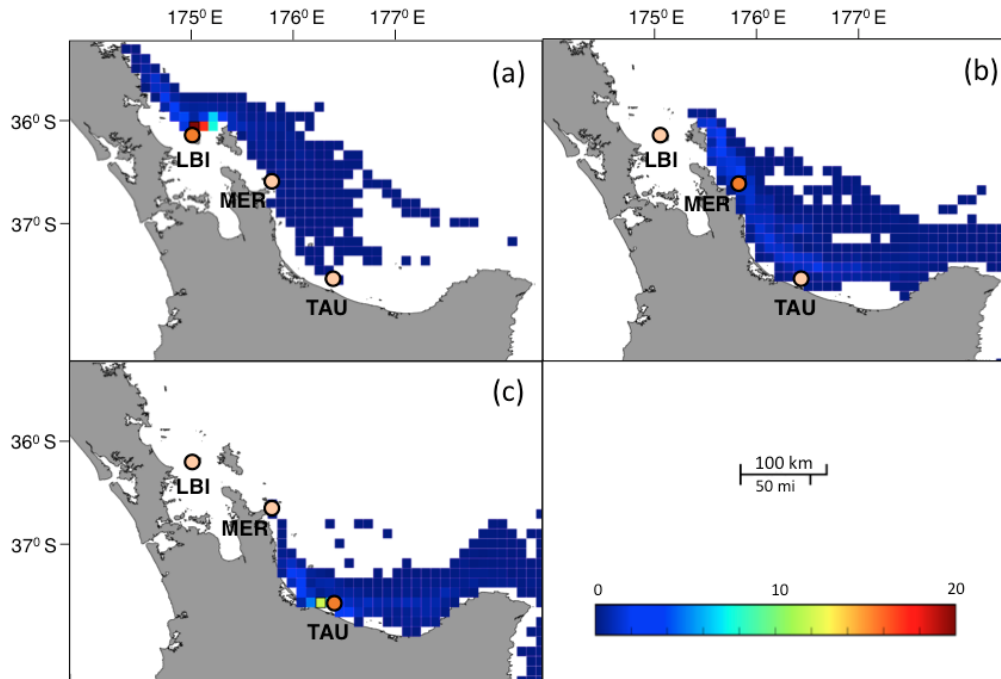 175⁰ E 176⁰ E 177⁰ E 175⁰ E 176⁰ E 177⁰ E
(a)
(b)
36⁰ S
LBI
LBI
MER
MER
37⁰ S
TAU
TAU
(c)
36⁰ S
LBI
100 km
50 mi
MER
37⁰ S
0 10 20
TAU